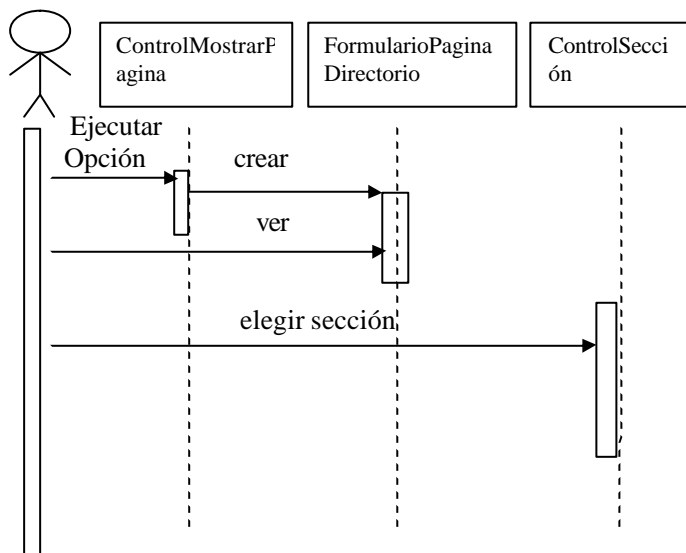 ControlMostrarP
agina
FormularioPagina
Directorio
ControlSecci
ón
Ejecutar
Opción
crear
ver
elegir sección